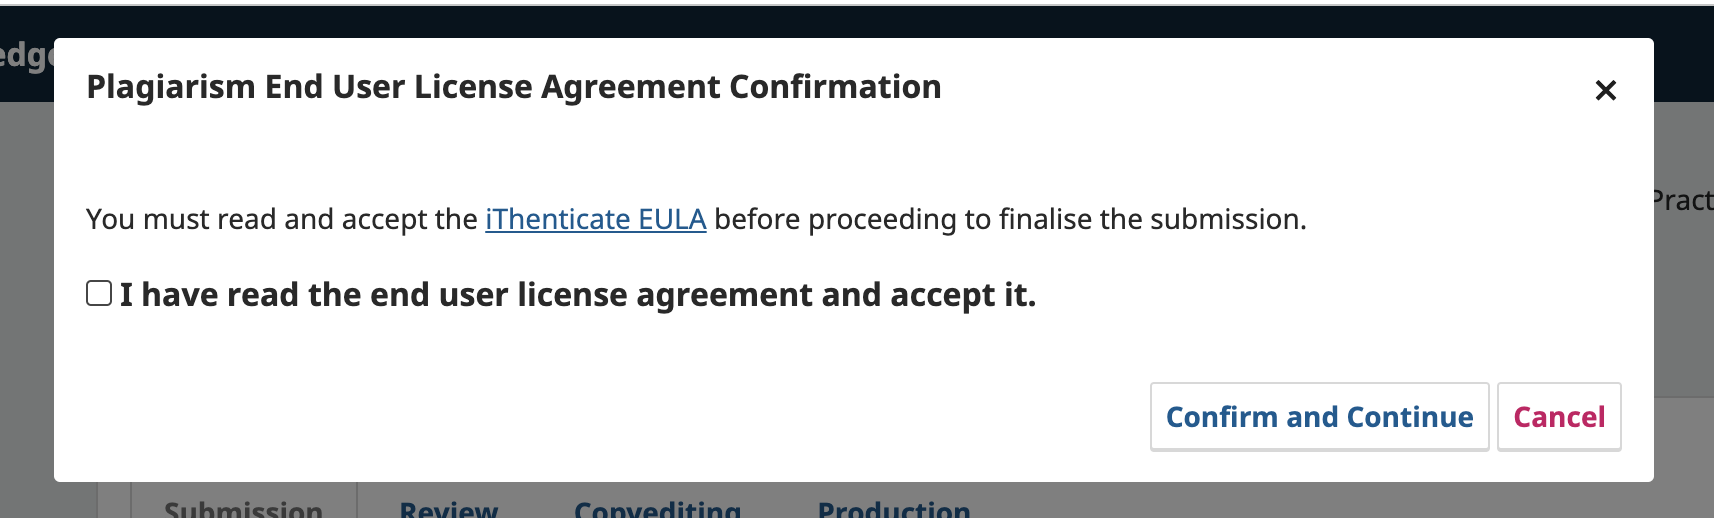 Plagiarism End User License Agreement Confirmation
You must read and accept the iThenticate EULA before proceeding to finalise the submission.
Pract
I have read the end user license agreement and accept it.
Confirm and Continue Cancel
Submission Review Copyediting Production